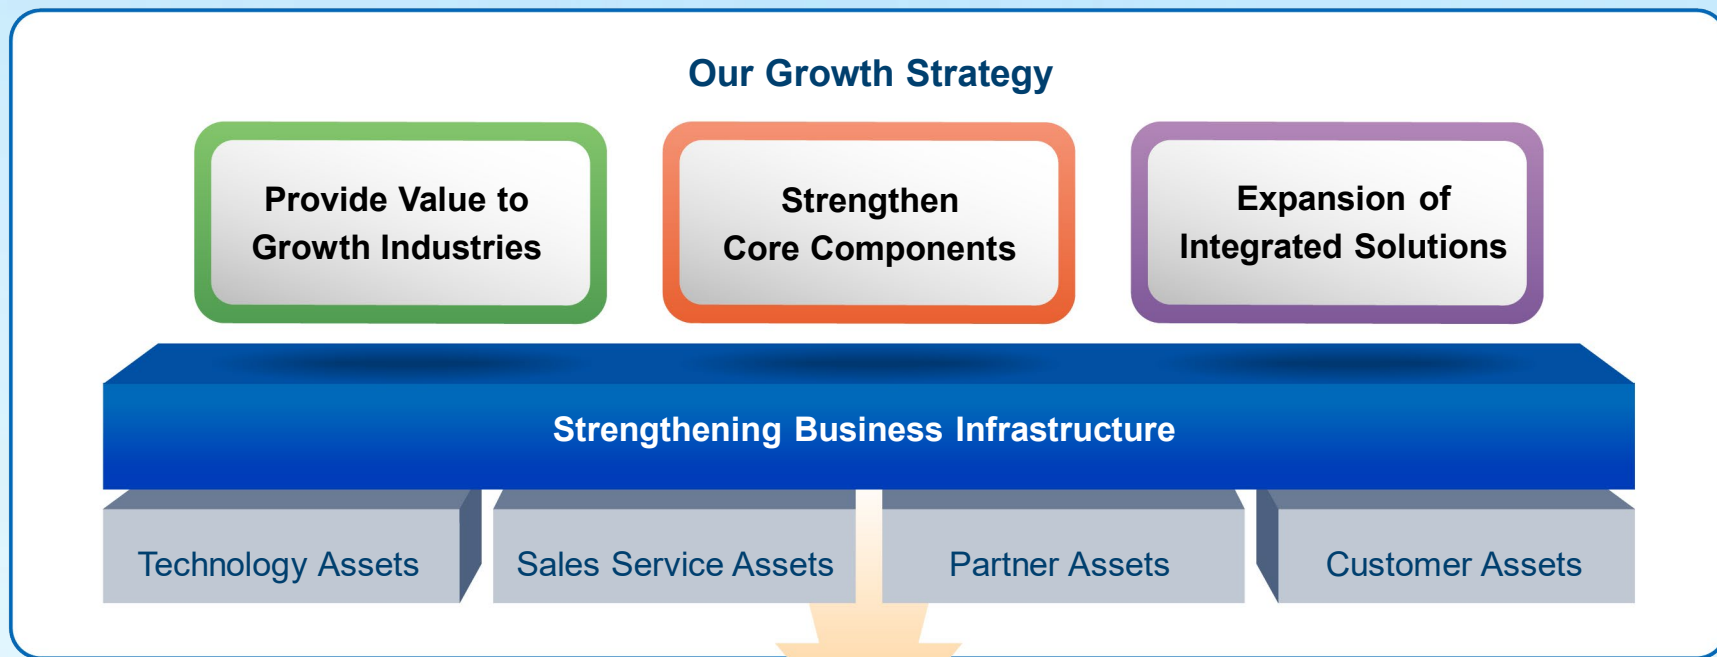 Our Growth Strategy
Provide Value to
Growth Industries
Strengthen
Core Components
Expansion of
Integrated Solutions
Strengthening Business Infrastructure
Technology Assets
Sales Service Assets
Partner Assets
Customer Assets